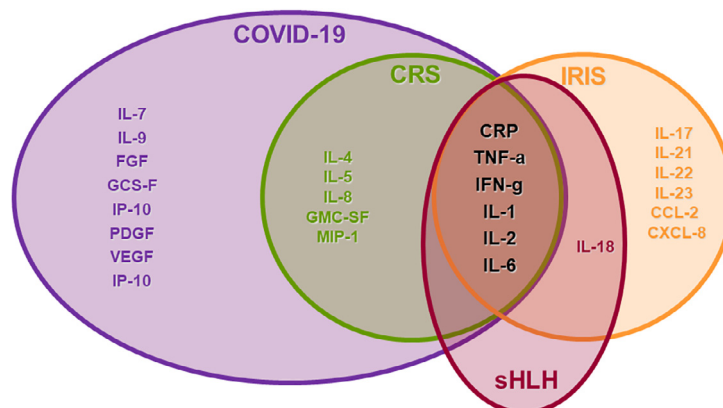 COVID-19
CRS
IRIS
IL-7
IL-9
FGF
GCS-F
IP-10
PDGF
VEGF
IP-10
IL-4
IL-5
IL-8
GMC-SF
MIP-1
CRP
TNF-a
IFN-g
IL-1
IL-2
IL-6
IL-18
IL-17
IL-21
IL-22
IL-23
CCL-2
CXCL-8
sHLH